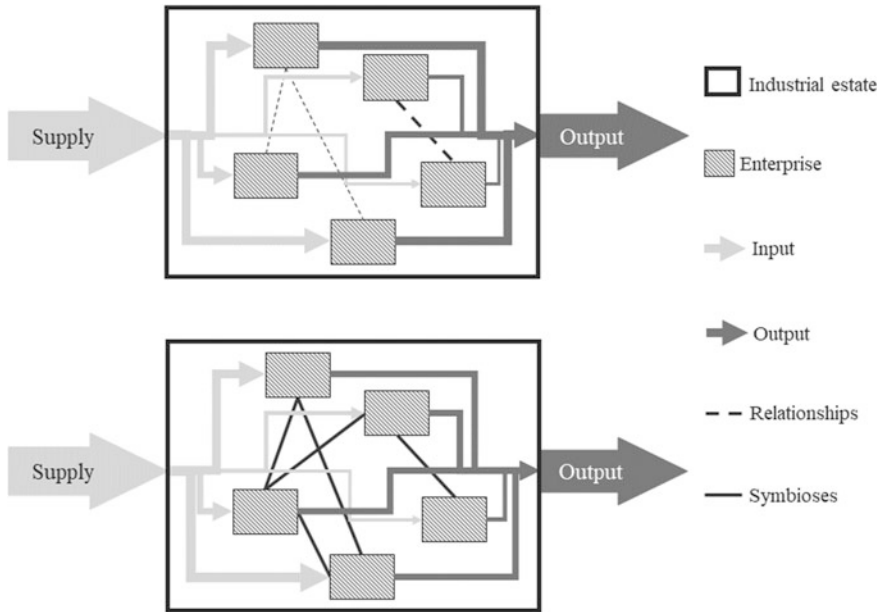 Supply
Output
Industrial estate
Enterprise
Input
Output
Relationships
Symbioses
Supply
Output